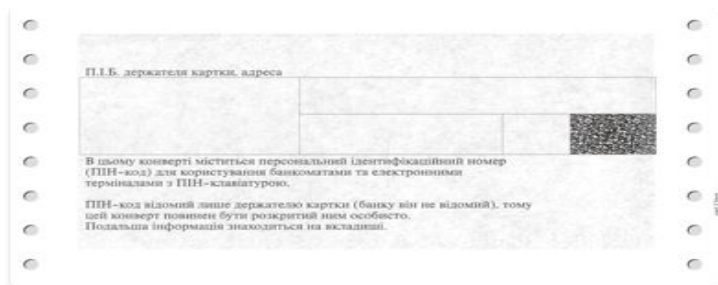 П.І.Б. держателя картки, адреса
В цьому конверті міститься персональний ідентифікаційний номер
(ПІН-код) для користування банкоматами та електронними
терміналами з ПІН-клавіатурою.
ПІН-код відомий лише держателю картки (банку він не відомий), тому
цей конверт повинен бути розкритий ним особисто.
Подальша інформація знаходиться на вкладиші.